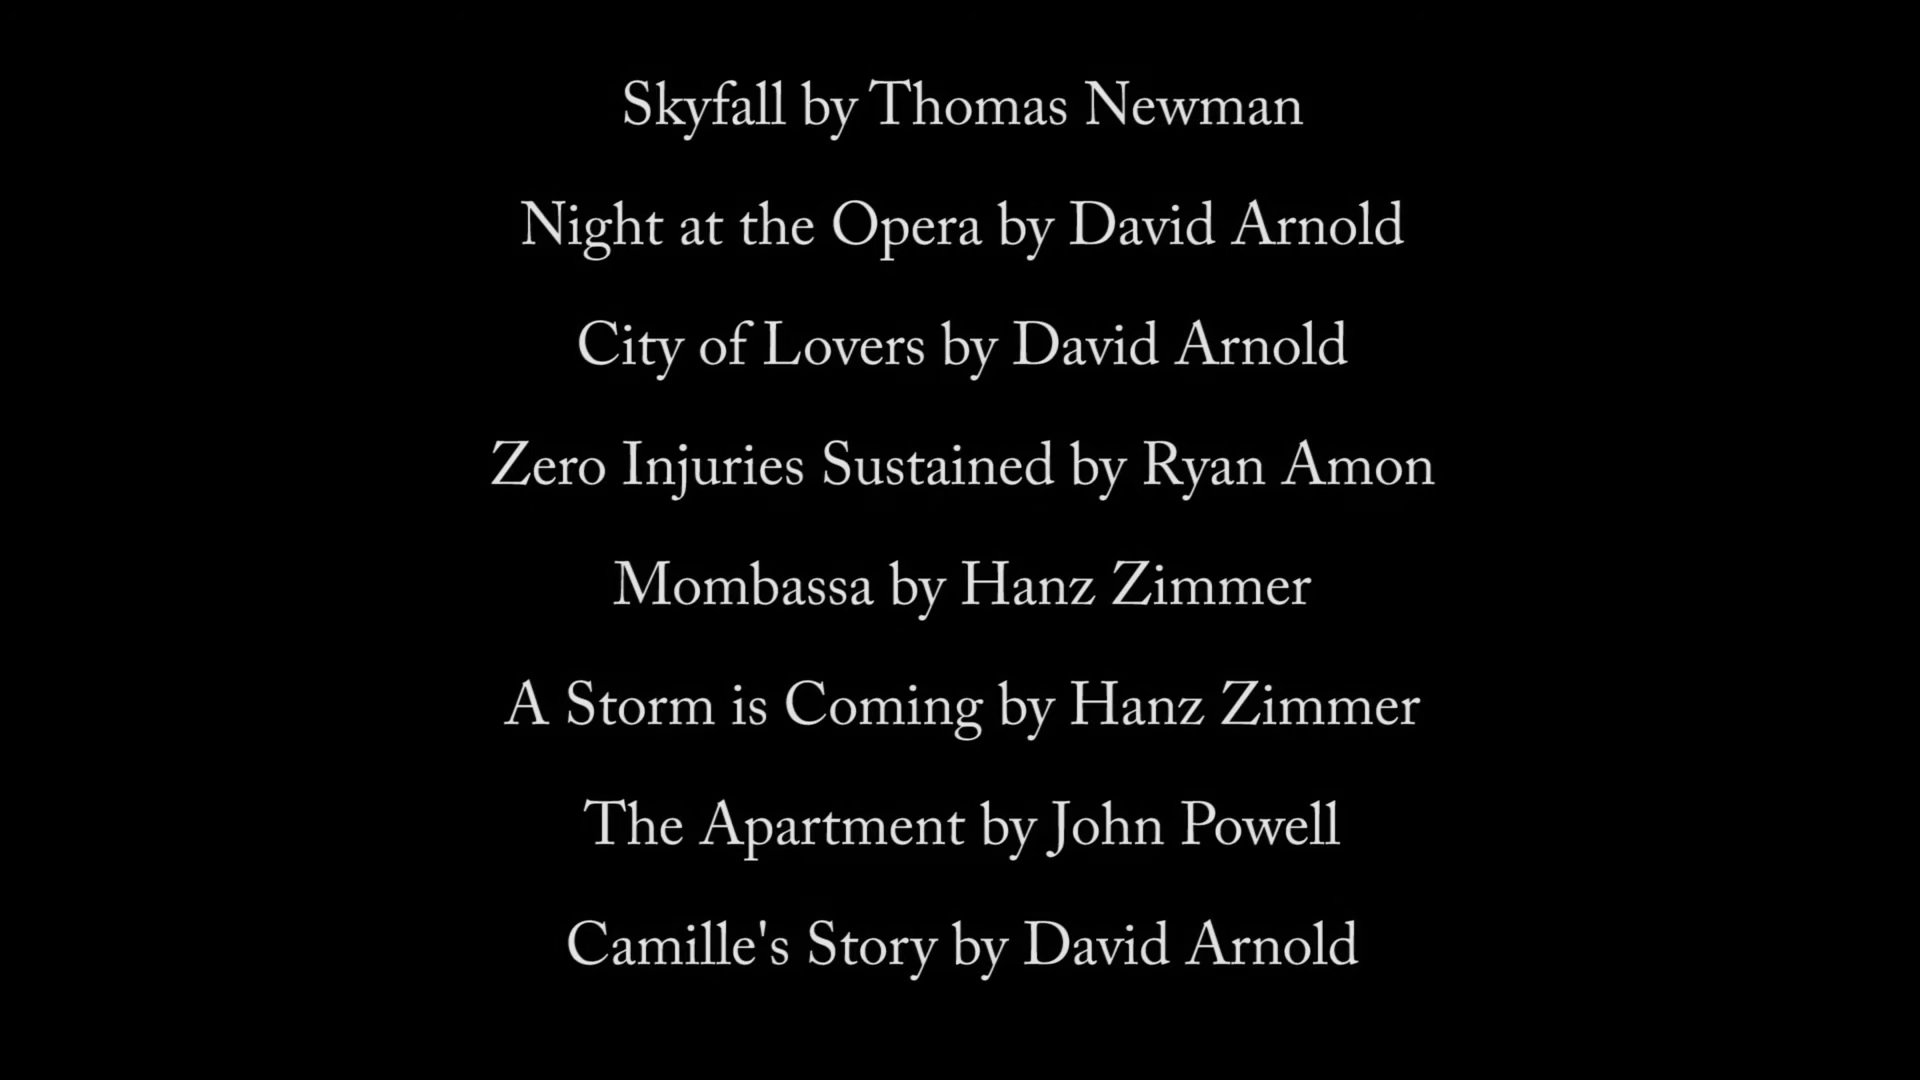 Skyfall by Thomas Newman
Night at the Opera by David Arnold
City of Lovers by David Arnold
Zero Injuries Sustained by Ryan Amon
Mombassa by Hanz Zimmer
A Storm is Coming by Hanz Zimmer
The Apartment by John Powell
Camille's Story by David Arnold